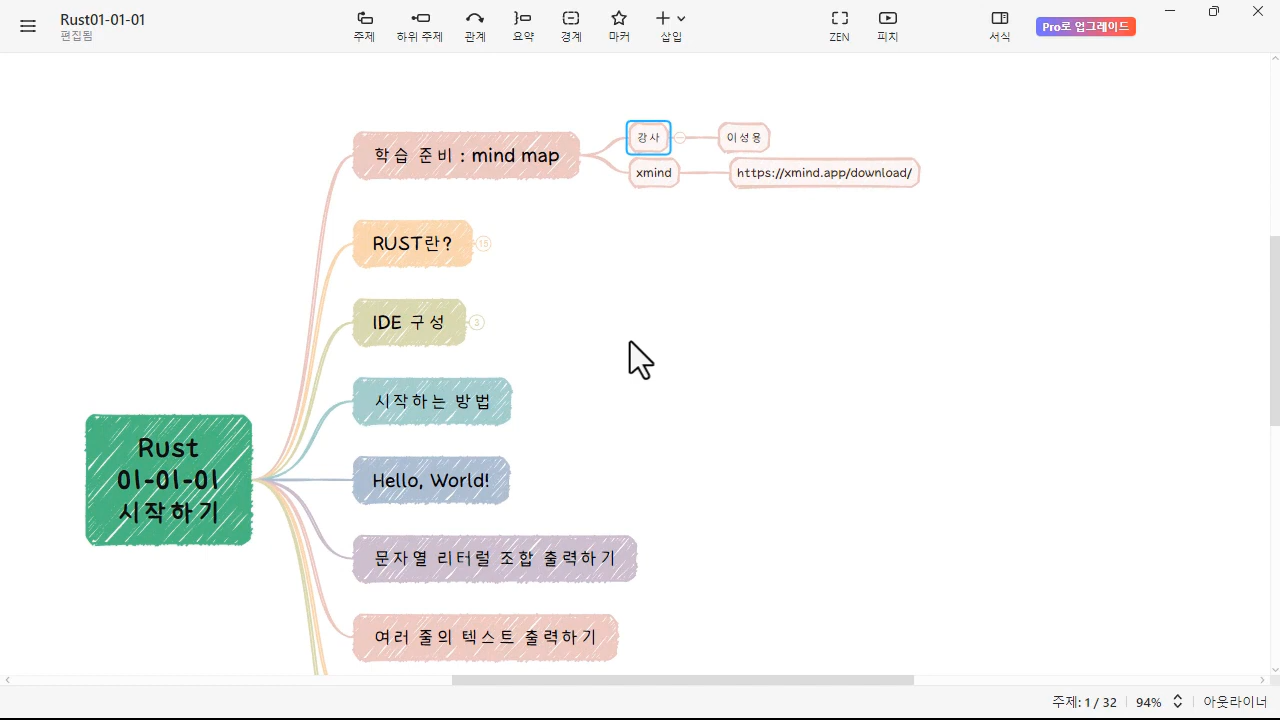 Rust01-01-01
편집됨
주제
위 주제
관계
요약
경계
마커
삽입
ZEN
피치
서식
Pro로 업그레이드
강사
이성용
학습 준비 : mind map
xmind
https://xmind.app/download/
RUST란?
15
IDE 구성
3
시작하는 방법
Rust
01-01-01
시작하기
Hello, World!
문자열 리터럴 조합 출력하기
여러 줄의 텍스트 출력하기
주제: 1 / 32
94%
아웃라이너